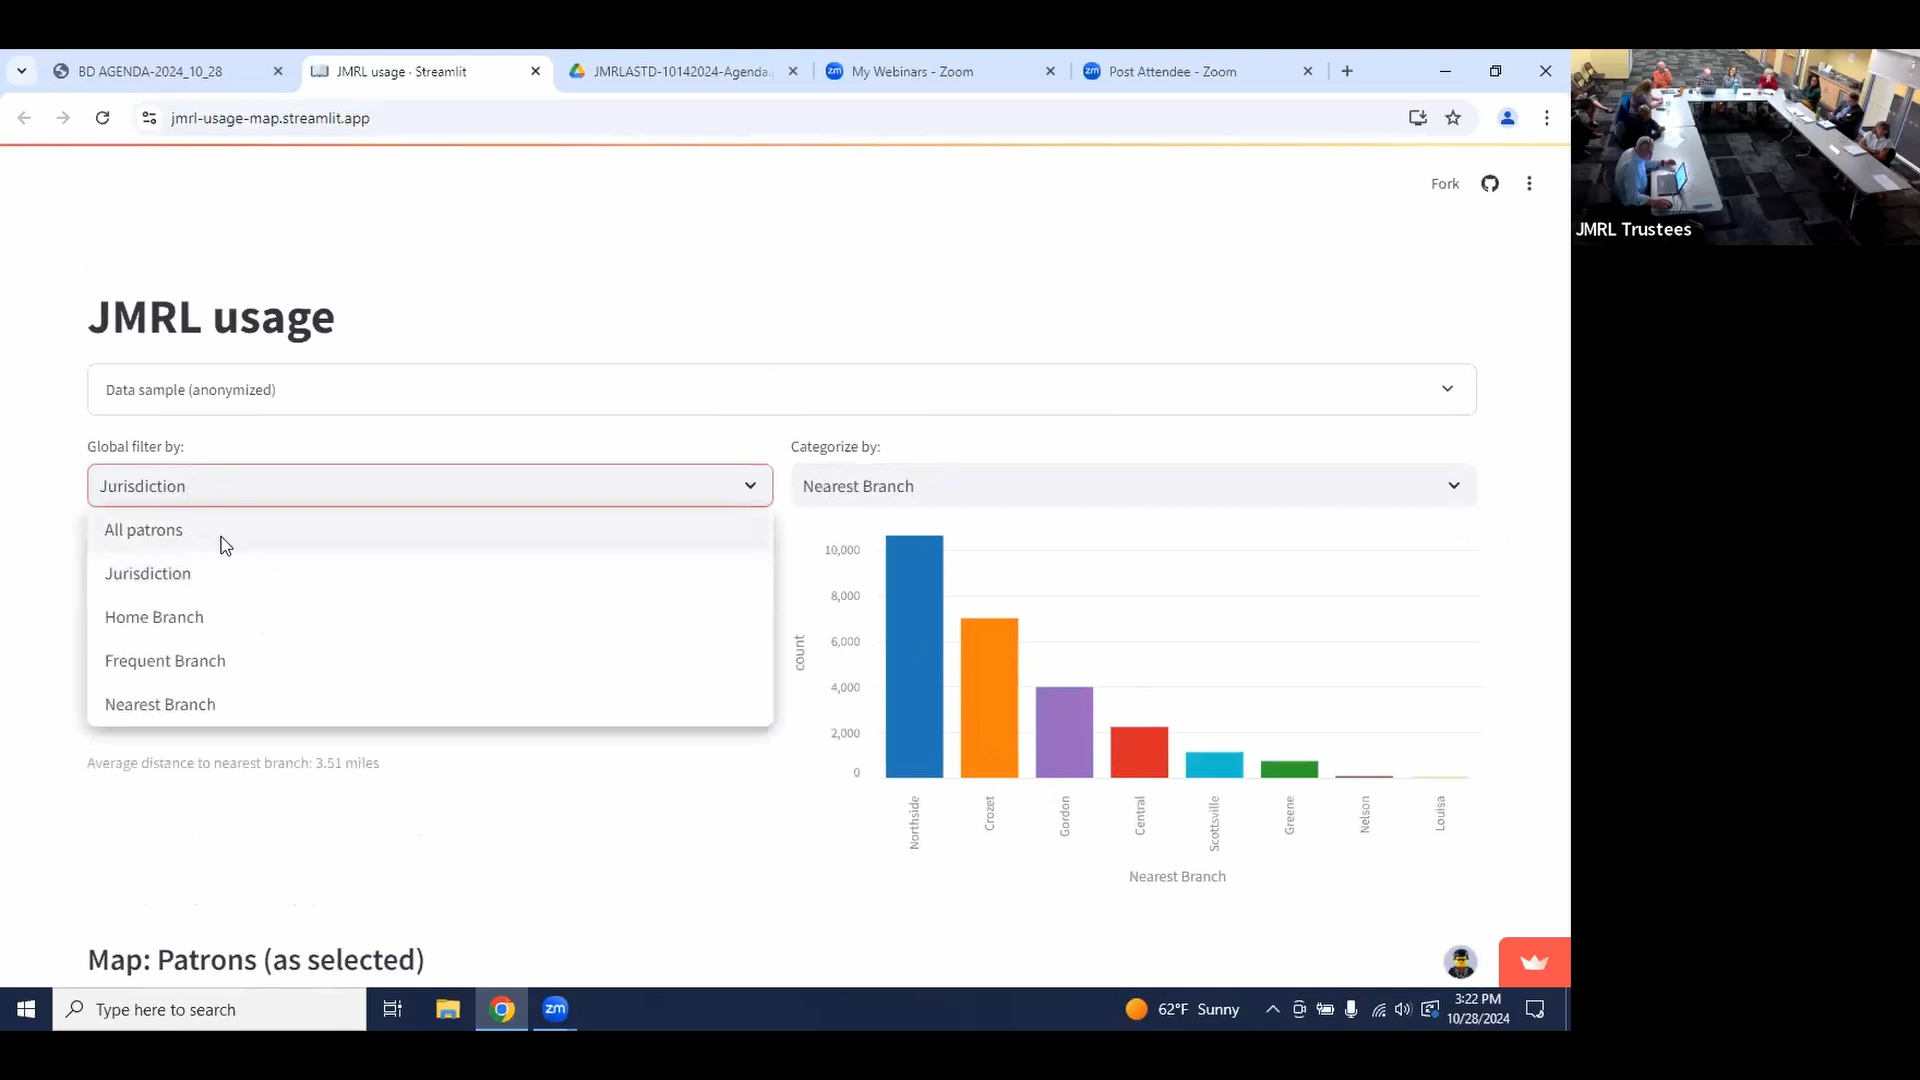 BD AGENDA-2024_10_28
JMRL usage · Streamlit
JMRLASTD-10142024-Agenda.
My Webinars - Zoom
Post Attendee - Zoom
jmrl-usage-map.streamlit.app
Fork
JMRL Trustees
JMRL usage
Data sample (anonymized)
Global filter by:
Categorize by:
Jurisdiction
Nearest Branch
All patrons
Jurisdiction
Home Branch
Frequent Branch
Nearest Branch
Average distance to nearest branch: 3.51 miles
10,000
8,000
6,000
4,000
2,000
0
count
Northside
Crozet
Gordon
Central
Scottsville
Greene
Nelson
Louisa
Nearest Branch
Map: Patrons (as selected)
Type here to search
zm
62°F Sunny
3:22 PM
10/28/2024